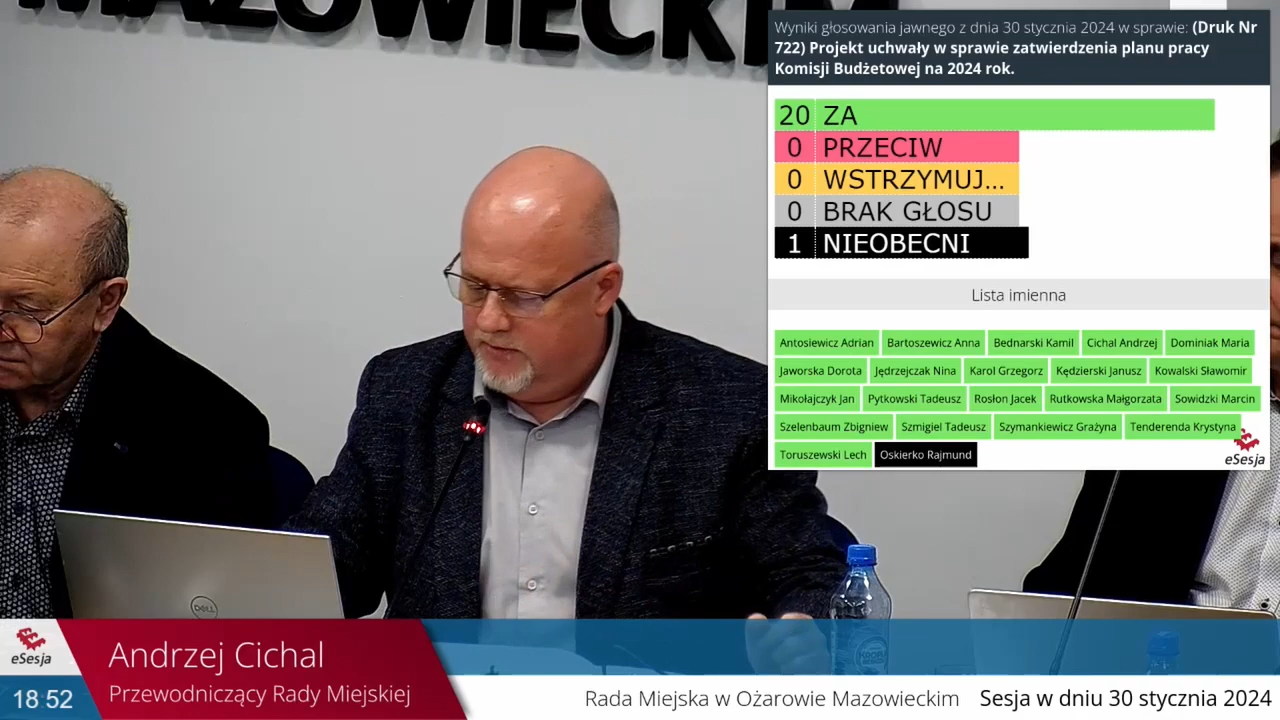 MAZOWIECKIM
Wyniki głosowania jawnego z dnia 30 stycznia 2024 w sprawie: (Druk Nr
722) Projekt uchwały w sprawie zatwierdzenia planu pracy
Komisji Budżetowej na 2024 rok.
20 ZA
0 PRZECIW
0 WSTRZYMUJ...
0 BRAK GŁOSU
1 NIEOBECNI
Lista imienna
Antosiewicz Adrian Bartoszewicz Anna Bednarski Kamil Cichal Andrzej Dominiak Maria
Jaworska Dorota Jędrzejczak Nina Karol Grzegorz Kędzierski Janusz Kowalski Sławomir
Mikołajczyk Jan Pytkowski Tadeusz Rosłon Jacek Rutkowska Małgorzata Sowidzki Marcin
Szelenbaum Zbigniew Szmigiel Tadeusz Szymankiewicz Grażyna Tenderenda Krystyna
Toruszewski Lech Oskierko Rajmund
eSesja
DELL
Andrzej Cichal
Przewodniczący Rady Miejskiej
eSesja
18:52
Rada Miejska w Ożarowie Mazowieckim Sesja w dniu 30 stycznia 2024